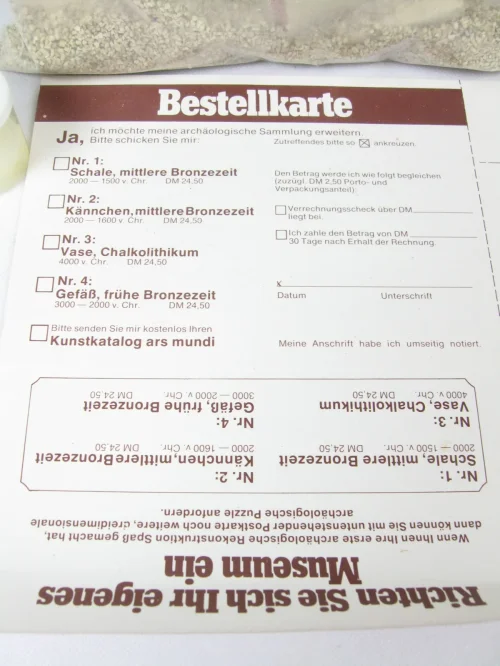 Bestellkarte
Ja, ich möchte meine archäologische Sammlung erweitern.
Bitte schicken Sie mir:
Zutreffendes bitte so ☒ ankreuzen.
Nr. 1:
Schale, mittlere Bronzezeit
2000 — 1500 v. Chr. DM 24,50
Nr. 2:
Kännchen, mittlere Bronzezeit
2000 — 1600 v. Chr. DM 24,50
Nr. 3:
Vase, Chalkolithikum
4000 v. Chr. DM 24,50
Nr. 4:
Gefäß, frühe Bronzezeit
3000 — 2000 v. Chr. DM 24,50
Bitte senden Sie mir kostenlos Ihren
Kunstkatalog ars mundi
Den Betrag werde ich wie folgt begleichen
(zuzügl. DM 2,50 Porto- und
Verpackungsanteil):
Verrechnungsscheck über DM
liegt bei.
Ich zahle den Betrag von DM
30 Tage nach Erhalt der Rechnung.
x
Datum Unterschrift
Meine Anschrift habe ich umseitig notiert.
Richten Sie sich Ihr eigenes
Museum ein
Wenn Ihnen Ihre erste archäologische Rekonstruktion Spaß gemacht hat,
dann können Sie mit untenstehender Postkarte noch weitere, dreidimensionale
archäologische Puzzle anfordern.
Nr. 1:
Schale, mittlere Bronzezeit
2000 — 1500 v. Chr. DM 24,50
Nr. 2:
Kännchen, mittlere Bronzezeit
2000 — 1600 v. Chr. DM 24,50
Nr. 3:
Vase, Chalkolithikum
4000 v. Chr. DM 24,50
Nr. 4:
Gefäß, frühe Bronzezeit
3000 — 2000 v. Chr. DM 24,50